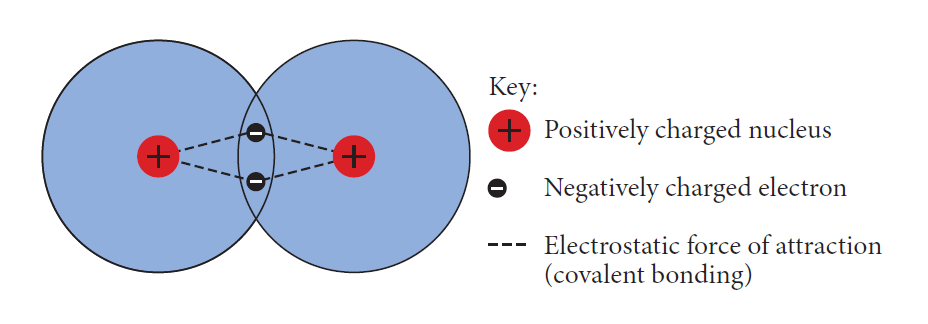 Key:
+ Positively charged nucleus
− Negatively charged electron
Electrostatic force of attraction
(covalent bonding)
+
−
−
+